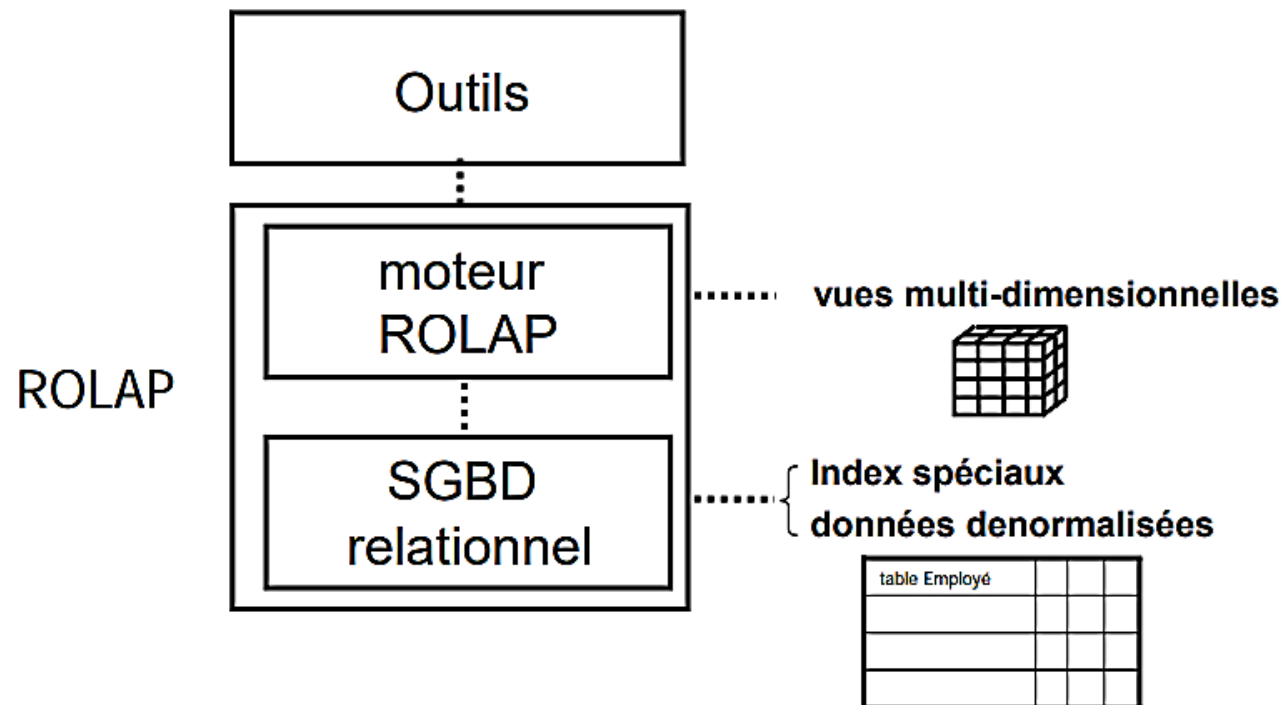 Outils
moteur
ROLAP
vues multi-dimensionnelles
ROLAP
SGBD
relationnel
Index spéciaux
données denormalisées
table Employé